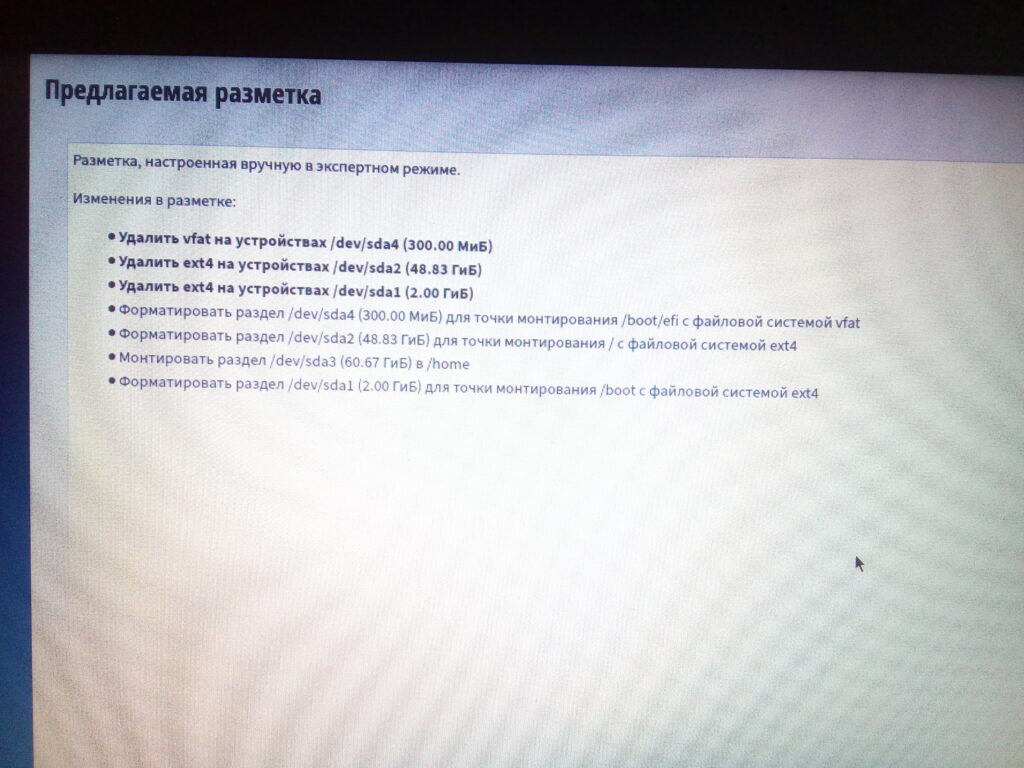 Предлагаемая разметка
Разметка, настроенная вручную в экспертном режиме.
Изменения в разметке:
• Удалить vfat на устройствах /dev/sda4 (300.00 МиБ)
• Удалить ext4 на устройствах /dev/sda2 (48.83 ГиБ)
• Удалить ext4 на устройствах /dev/sda1 (2.00 ГиБ)
• Форматировать раздел /dev/sda4 (300.00 МиБ) для точки монтирования /boot/efi с файловой системой vfat
• Форматировать раздел /dev/sda2 (48.83 ГиБ) для точки монтирования / с файловой системой ext4
• Монтировать раздел /dev/sda3 (60.67 ГиБ) в /home
• Форматировать раздел /dev/sda1 (2.00 ГиБ) для точки монтирования /boot с файловой системой ext4